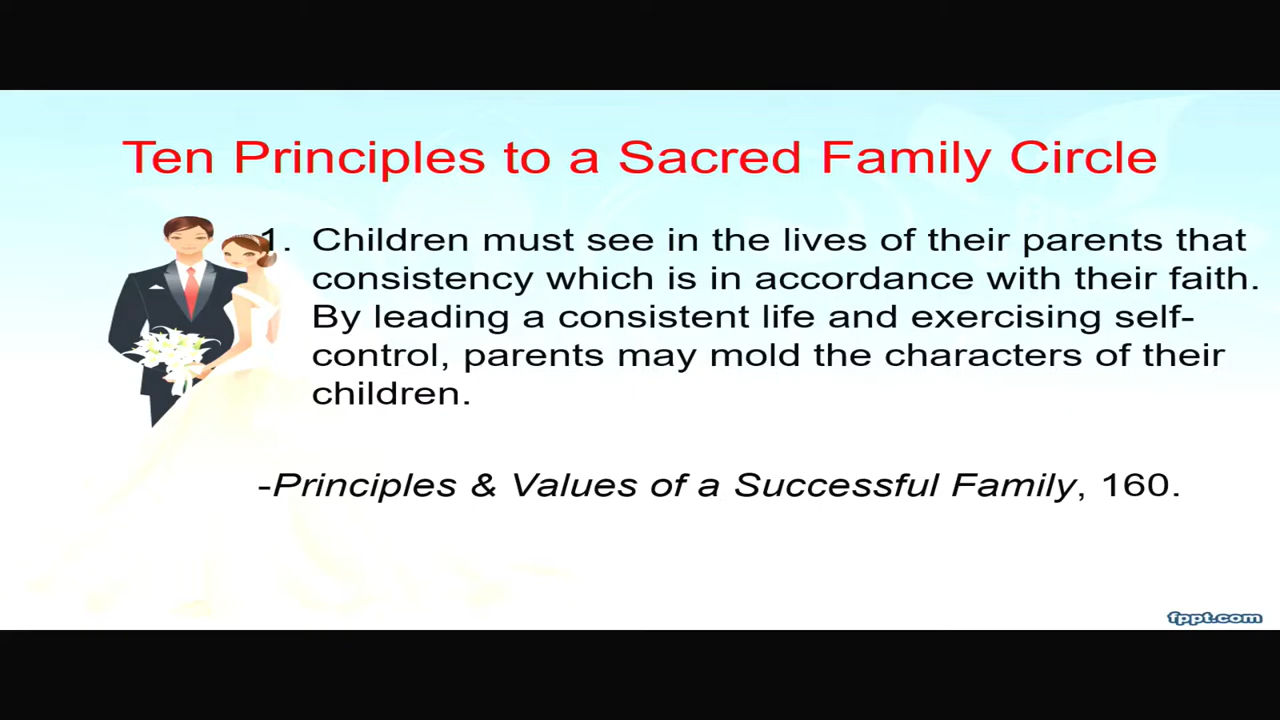 Ten Principles to a Sacred Family Circle
1. Children must see in the lives of their parents that
consistency which is in accordance with their faith.
By leading a consistent life and exercising self-
control, parents may mold the characters of their
children.
-Principles & Values of a Successful Family, 160.
fppt.com